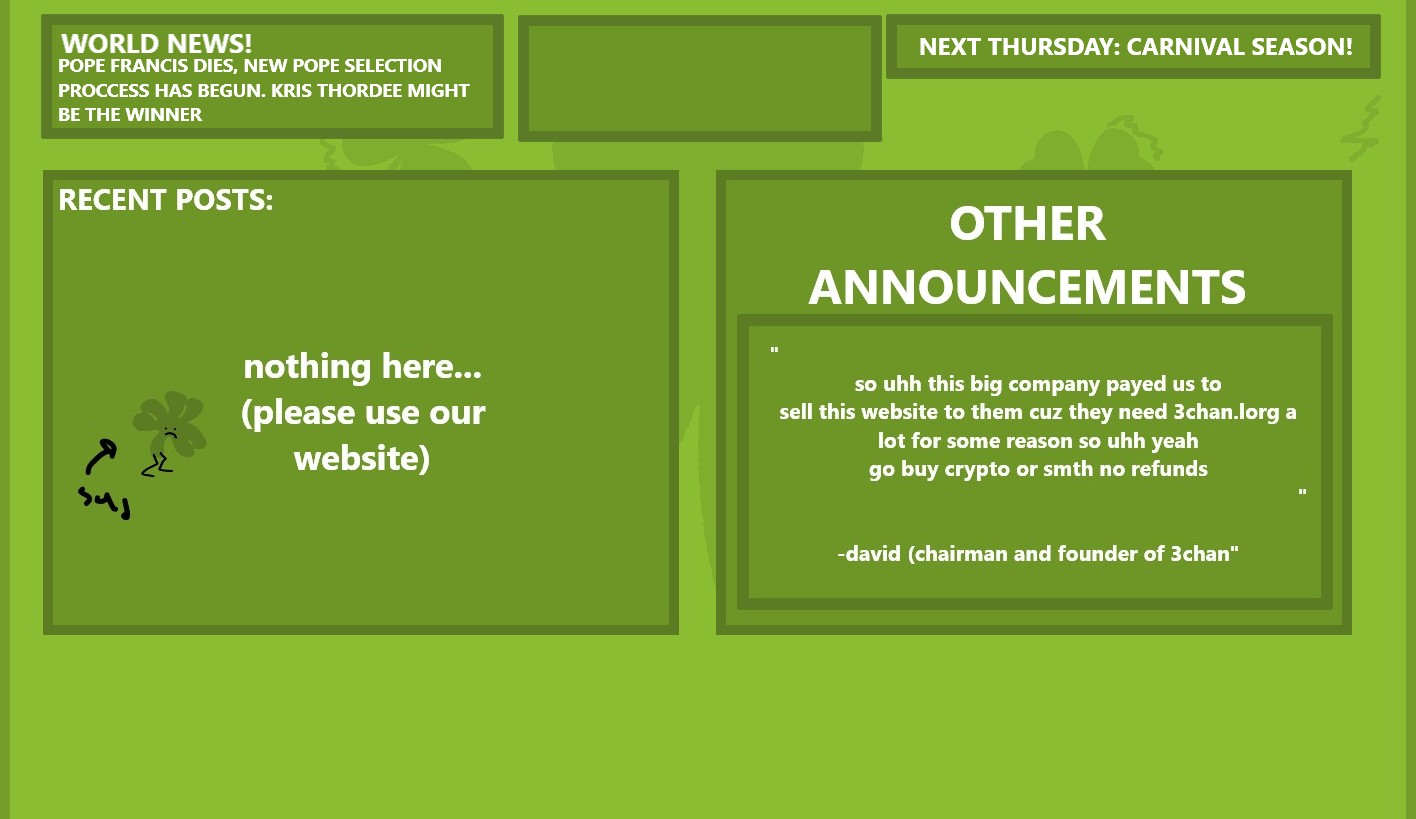 WORLD NEWS!
POPE FRANCIS DIES, NEW POPE SELECTION
PROCCESS HAS BEGUN. KRIS THORDEE MIGHT
BE THE WINNER
NEXT THURSDAY: CARNIVAL SEASON!
RECENT POSTS:
nothing here...
(please use our
website)
OTHER
ANNOUNCEMENTS
"
so uhh this big company payed us to
sell this website to them cuz they need 3chan.lorg a
lot for some reason so uhh yeah
go buy crypto or smth no refunds
"
-david (chairman and founder of 3chan"